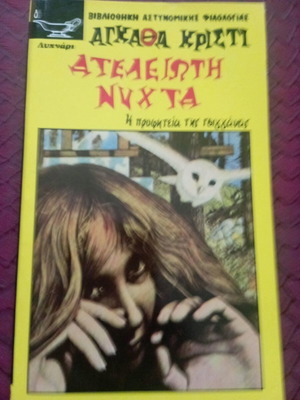 ΒΙΒΛΙΟΘΗΚΗ ΑΣΤΥΝΟΜΙΚΗΣ ΦΙΛΟΛΟΓΙΑΣ
Λυχνάρι
ΑΓΚΑΘΑ ΚΡΙΣΤΙ
ΑΤΕΛΕΙΩΤΗ
ΝΥΧΤΑ
Η προφητεία της τσιγγάνας